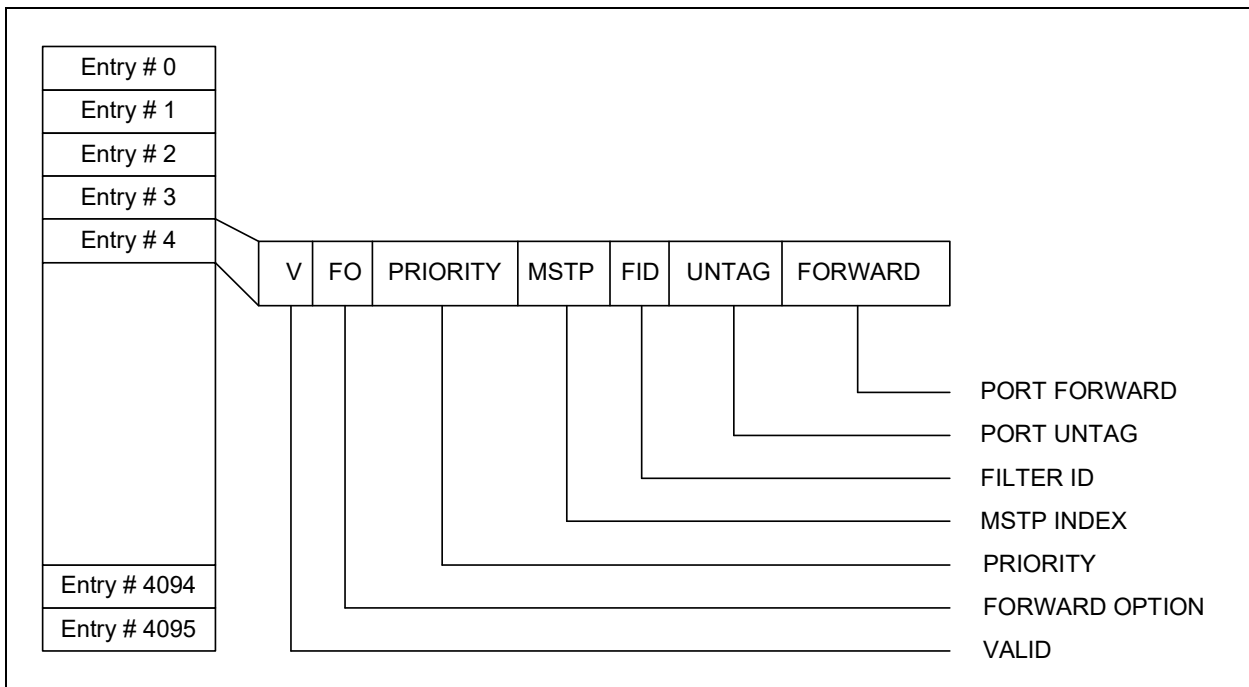 Entry # 0
Entry # 1
Entry # 2
Entry # 3
Entry # 4
V FO PRIORITY MSTP FID UNTAG FORWARD
PORT FORWARD
PORT UNTAG
FILTER ID
MSTP INDEX
PRIORITY
FORWARD OPTION
VALID
Entry # 4094
Entry # 4095